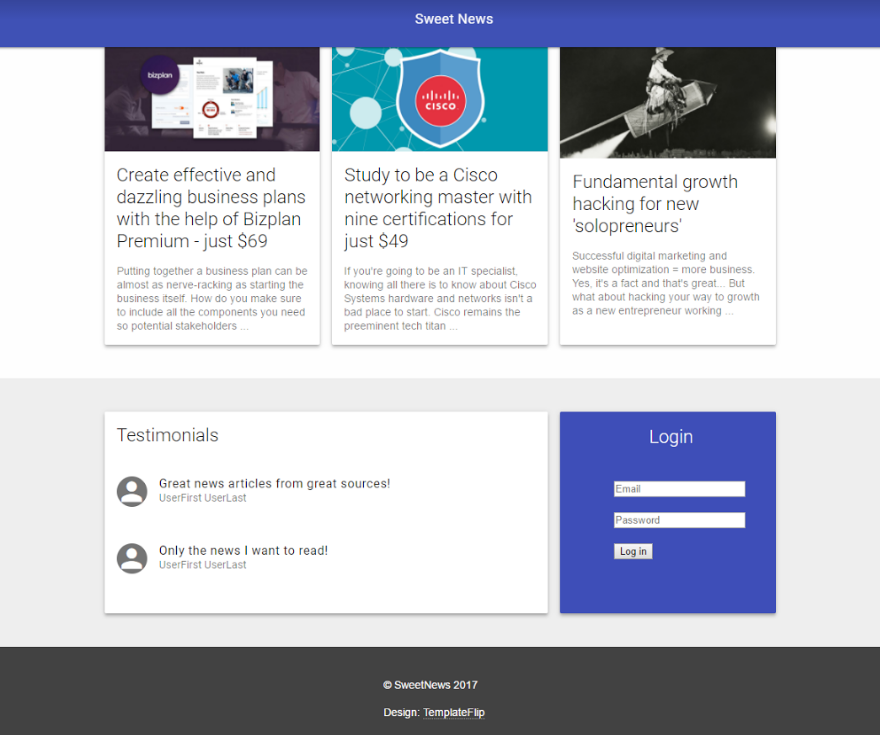 Sweet News
bizplan
CISCO
Create effective and
dazzling business plans
with the help of Bizplan
Premium - just $69
Putting together a business plan can be
almost as nerve-racking as starting the
business itself. How do you make sure
to include all the components you need
so potential stakeholders ...
Study to be a Cisco
networking master with
nine certifications for
just $49
If you're going to be an IT specialist,
knowing all there is to know about Cisco
Systems hardware and networks isn't a
bad place to start. Cisco remains the
preeminent tech titan ...
Fundamental growth
hacking for new
'solopreneurs'
Successful digital marketing and
website optimization = more business.
Yes, it's a fact and that's great... But
what about hacking your way to growth
as a new entrepreneur working ...
Testimonials
Great news articles from great sources!
UserFirst UserLast
Only the news I want to read!
UserFirst UserLast
Login
Email
Password
Log in
© SweetNews 2017
Design: TemplateFlip